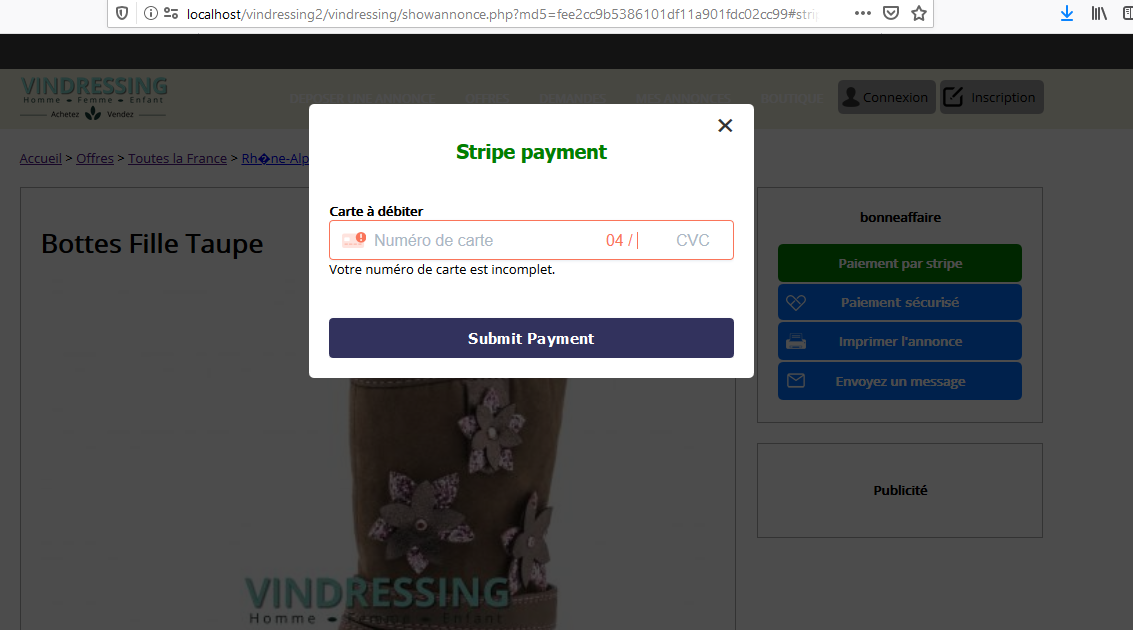 localhost/vindressing2/vindressing/showannonce.php?md5=fee2cc9b5386101df11a901fdc02cc99#strip
VINDRESSING
Homme Femme Enfant
Achetez Vendez
DEPOSER UNE ANNONCE OFFRES DEMANDES MES ANNONCES BOUTIQUE
Connexion
Inscription
Accueil > Offres > Toutes la France > Rh�ne-Alp
Stripe payment
Carte à débiter
Numéro de carte 04 / CVC
Votre numéro de carte est incomplet.
Submit Payment
Bottes Fille Taupe
bonneaffaire
Paiement par stripe
Paiement sécurisé
Imprimer l'annonce
Envoyez un message
Publicité
VINDRESSING
Homme Femme Enfant